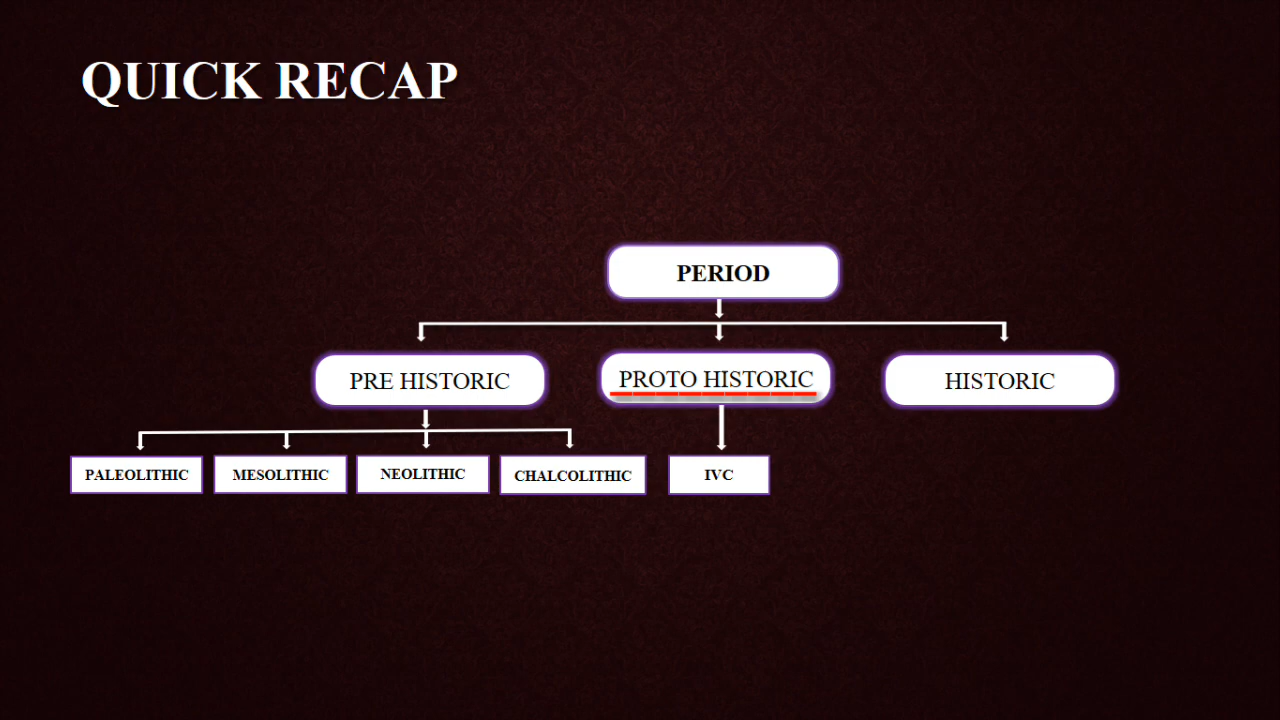 QUICK RECAP
PERIOD
PRE HISTORIC
PROTO HISTORIC
HISTORIC
PALEOLITHIC
MESOLITHIC
NEOLITHIC
CHALCOLITHIC
IVC